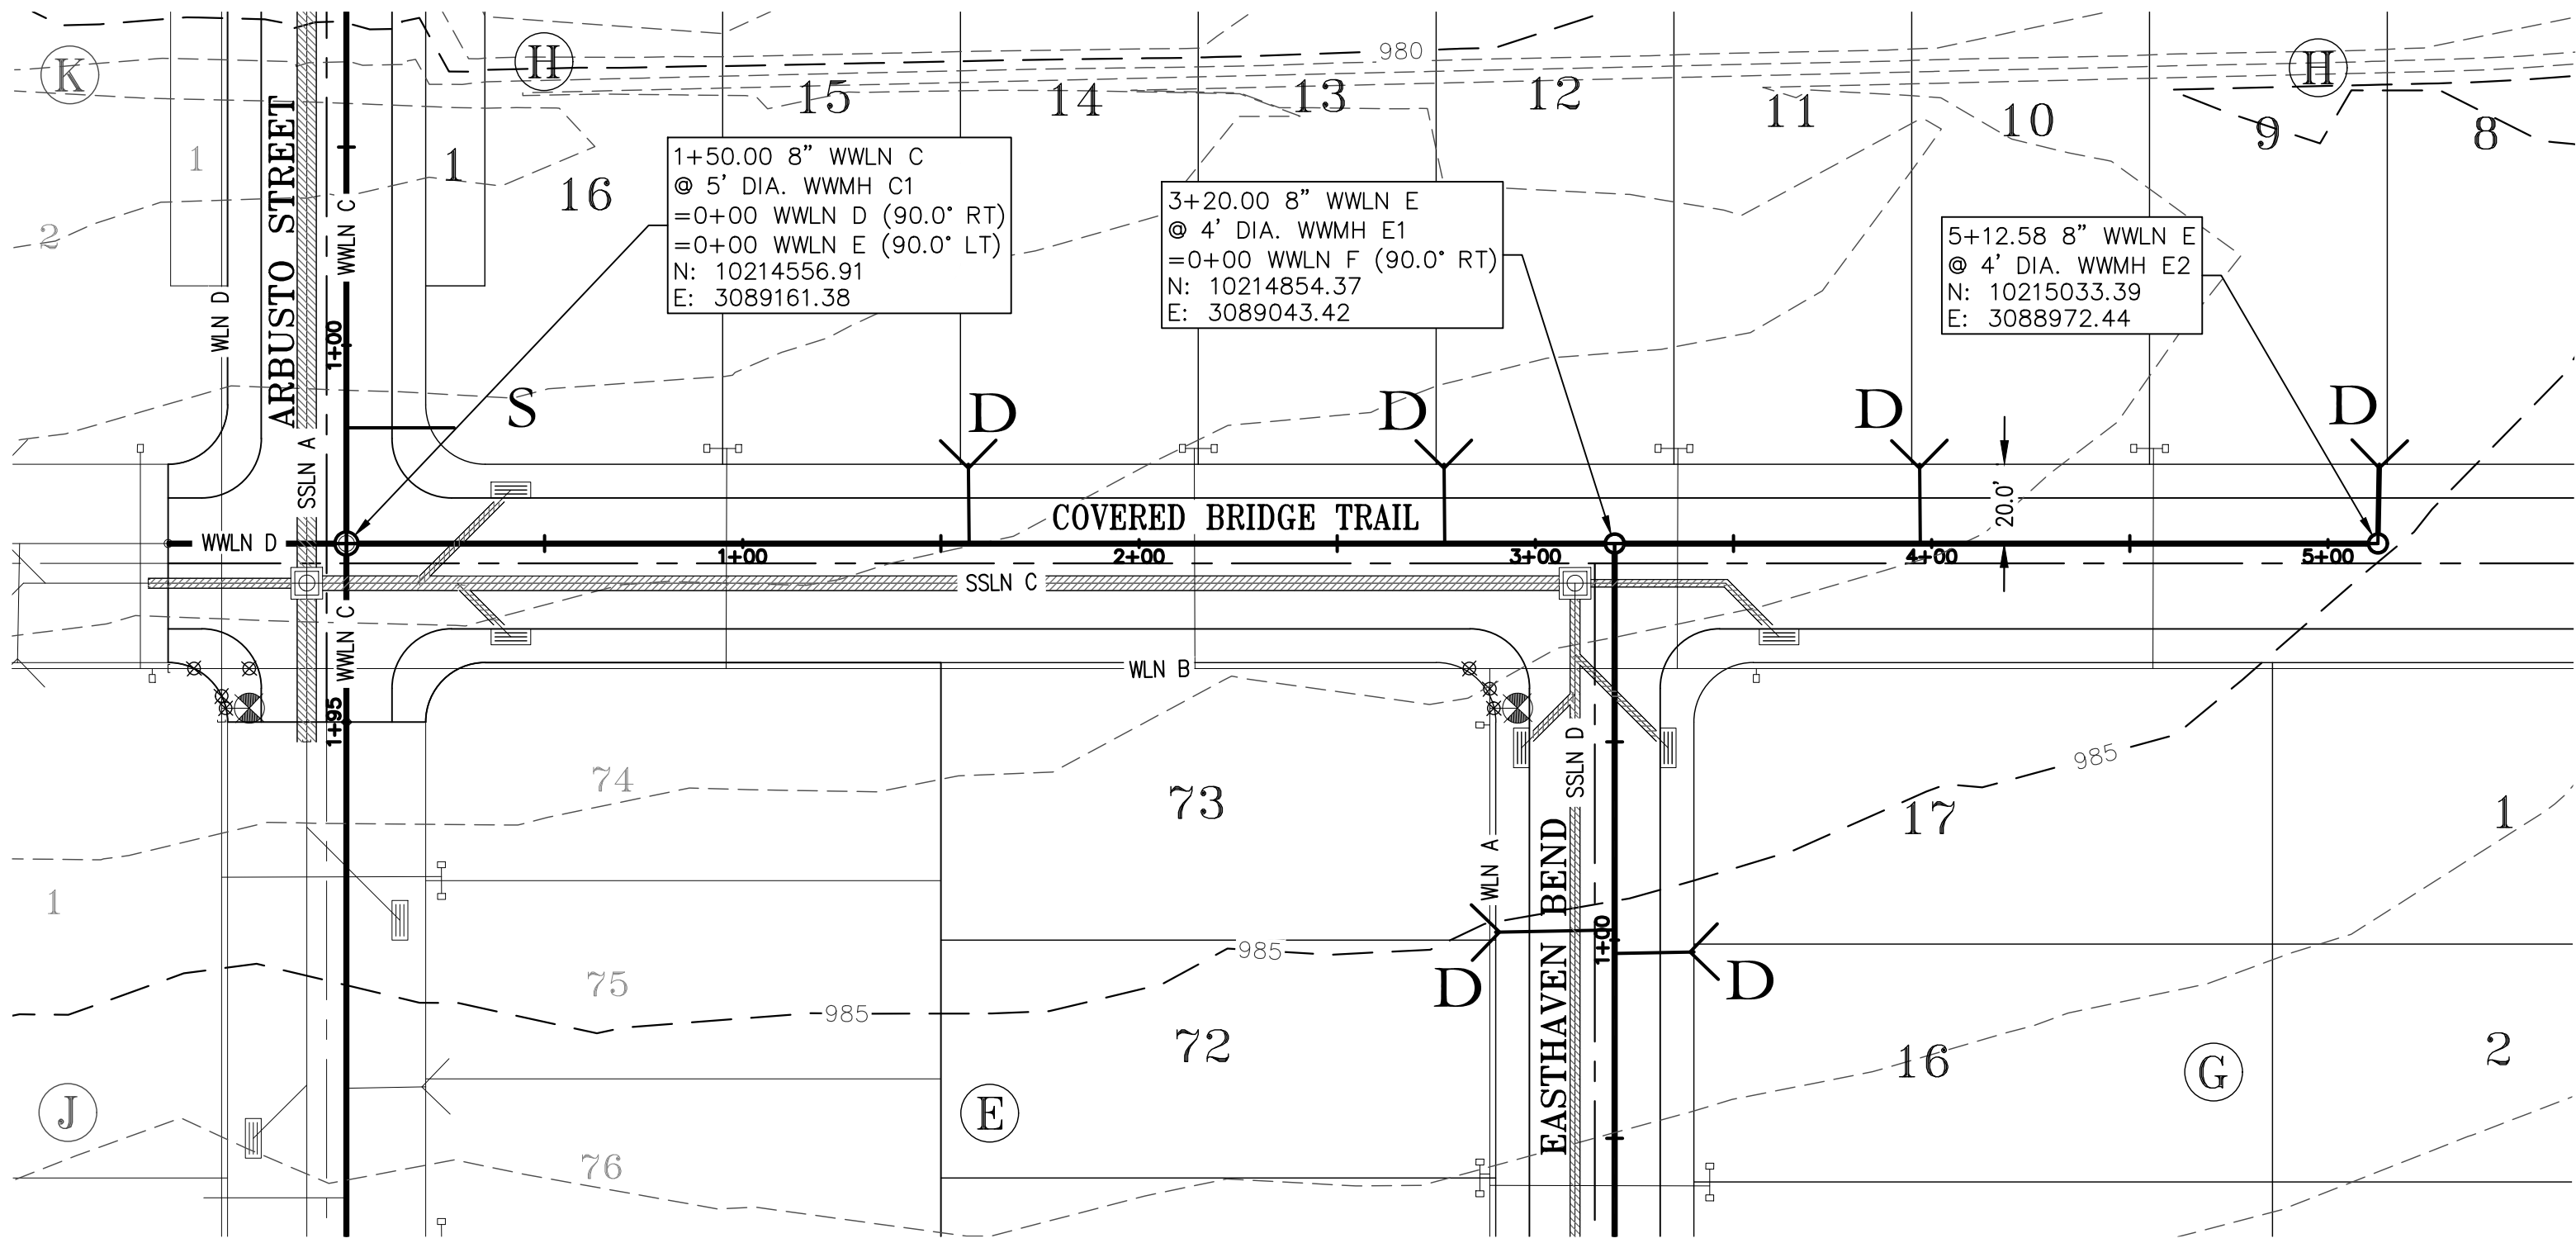 K
H
980
H
15
14
13
12
11
10
9
8
1
1
16
2
ARBUSTO STREET
WWLN C
WLN D
1+00
SSLN A
1+50.00 8" WWLN C
@ 5' DIA. WWMH C1
=0+00 WWLN D (90.0° RT)
=0+00 WWLN E (90.0° LT)
N: 10214556.91
E: 3089161.38
3+20.00 8" WWLN E
@ 4' DIA. WWMH E1
=0+00 WWLN F (90.0° RT)
N: 10214854.37
E: 3089043.42
5+12.58 8" WWLN E
@ 4' DIA. WWMH E2
N: 10215033.39
E: 3088972.44
S
D
D
D
D
20.0'
COVERED BRIDGE TRAIL
WWLN D
1+00
2+00
3+00
4+00
5+00
SSLN C
WWLN C
WLN B
1+95
SSLN D
985
74
73
17
1
WLN A
EASTHAVEN BEND
1
1+00
985
D
D
75
985
72
16
2
J
E
G
76